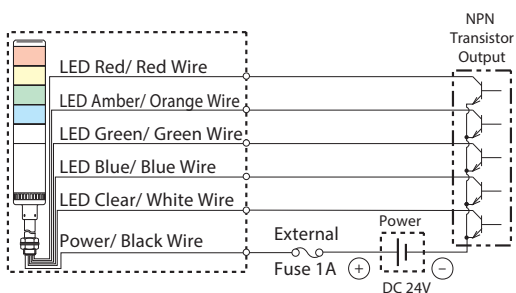 NPN
Transistor
Output
LED Red/ Red Wire
LED Amber/ Orange Wire
LED Green/ Green Wire
LED Blue/ Blue Wire
LED Clear/ White Wire
Power/ Black Wire
External
Fuse 1A
Power
+
−
DC 24V